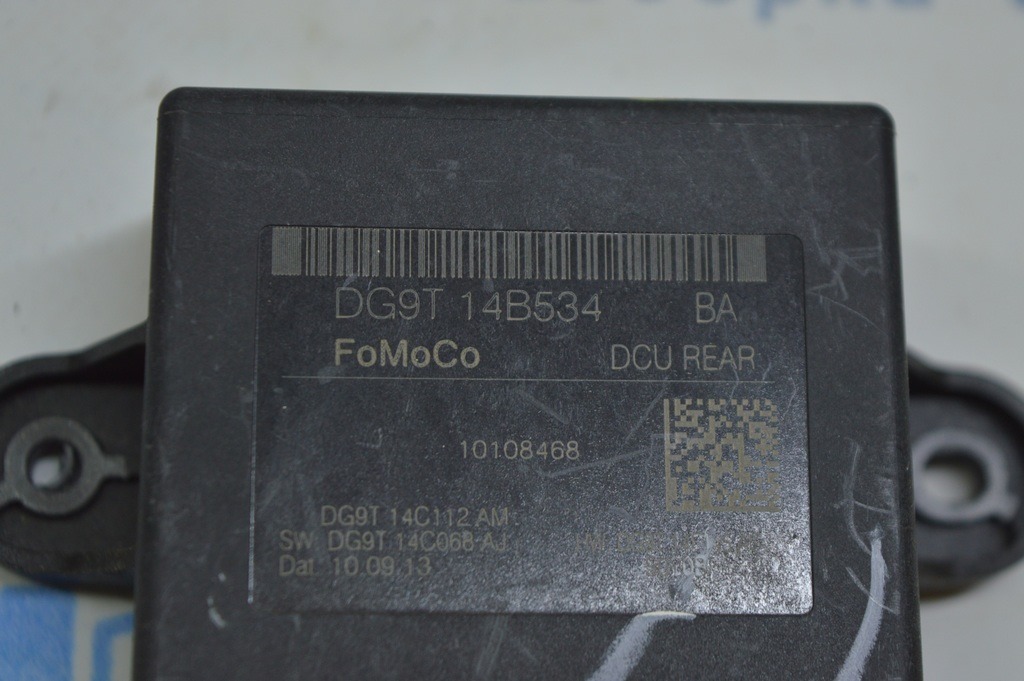 DG9T 14B534 BA
FoMoCo DCU REAR
10108468
DG9T 14C112 AM
SW DG9T 14C068-AJ
Dat 10.09.13